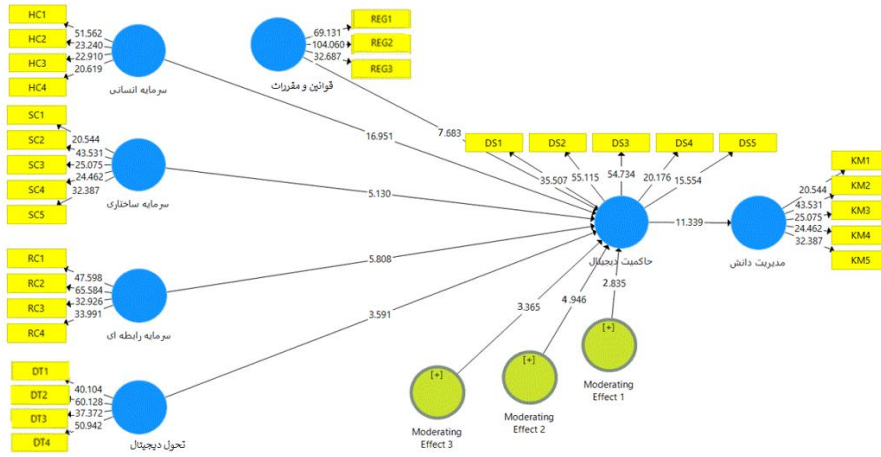 HC1
HC2
HC3
HC4
51.562
23.240
22.910
20.619
سرمایه انسانی
REG1
REG2
REG3
69.131
104.060
32.687
قوانین و مقررات
SC1
SC2
SC3
SC4
SC5
20.544
43.531
25.075
24.462
32.387
سرمایه ساختاری
RC1
RC2
RC3
RC4
47.598
65.584
32.926
33.991
سرمایه رابطه ای
DT1
DT2
DT3
DT4
40.104
60.128
37.372
50.942
تحول دیجیتال
16.951
7.683
5.130
5.808
3.591
DS1
DS2
DS3
DS4
DS5
35.507
55.115
54.734
20.176
15.554
حاکمیت دیجیتال
11.339
KM1
KM2
KM3
KM4
KM5
20.544
43.531
25.075
24.462
32.387
مدیریت دانش
3.365
4.946
2.835
[+]
Moderating
Effect 3
[+]
Moderating
Effect 2
[+]
Moderating
Effect 1